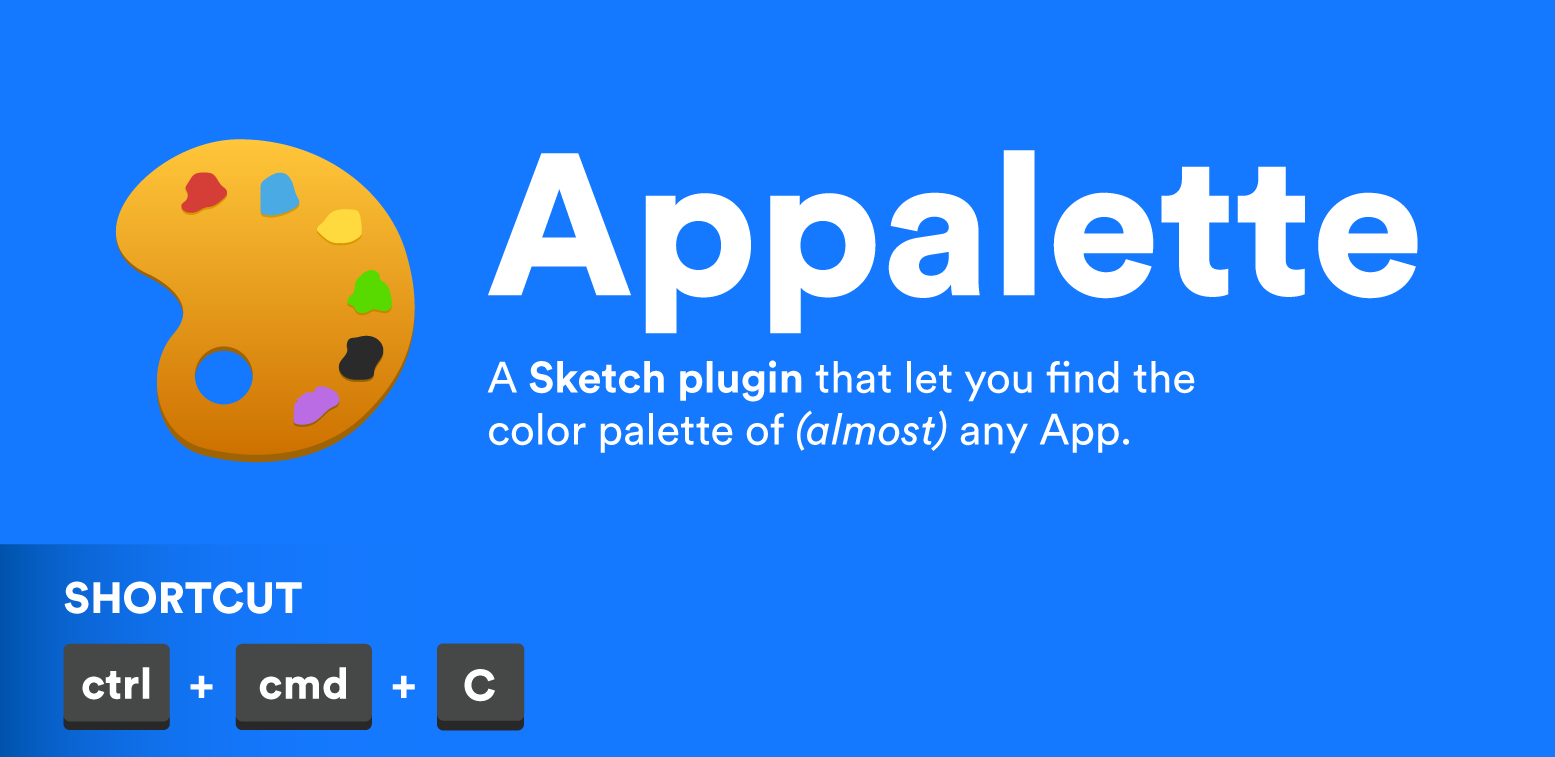 Appalette
A Sketch plugin that let you find the
color palette of (almost) any App.
SHORTCUT
ctrl + cmd + C